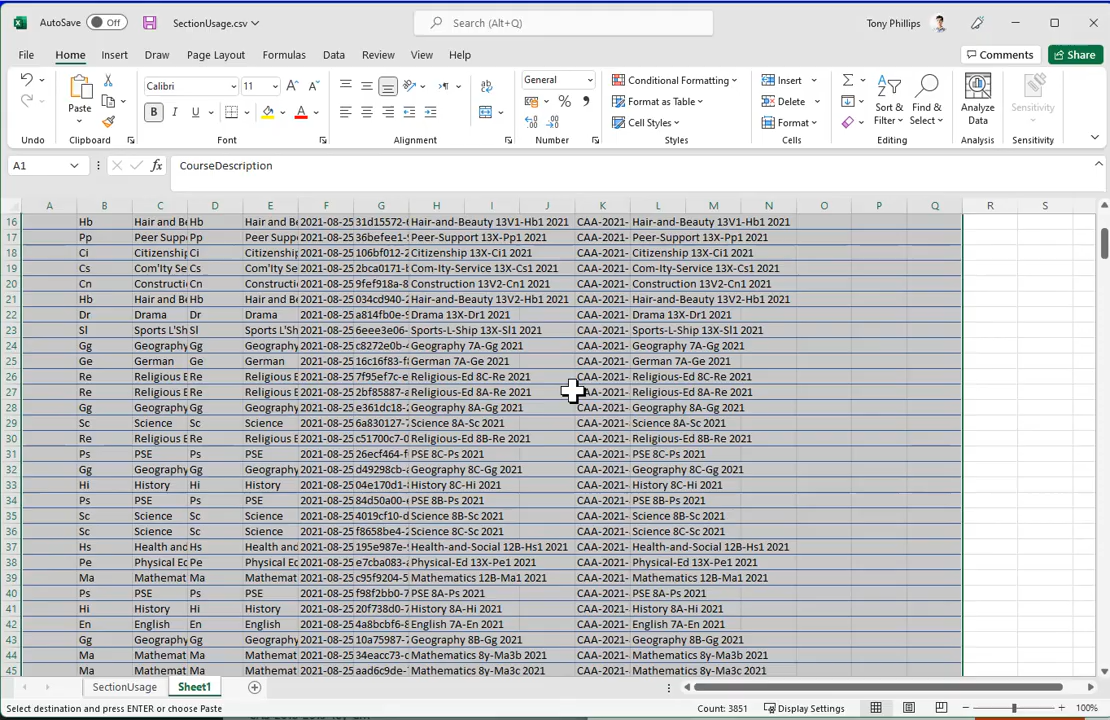 AutoSave Off SectionUsage.csv Search (Alt+Q) Tony Phillips
File Home Insert Draw Page Layout Formulas Data Review View Help Comments Share
Calibri 11 General Conditional Formatting Insert
Paste Format as Table Delete Sort & Filter Find & Select Analyze Data Sensitivity
B I U Cell Styles Format
Undo Clipboard Font Alignment Number Styles Cells Editing Analysis Sensitivity
A1 fx CourseDescription
A B C D E F G H I J K L M N O P Q R S
16 Hb Hair and Be Hb Hair and Be 2021-08-25 31d15572- Hair-and-Beauty 13V1-Hb1 2021 CAA-2021- Hair-and-Beauty 13V1-Hb1 2021
17 Pp Peer Supp Pp Peer Supp 2021-08-25 36befee1- Peer-Support 13X-Pp1 2021 CAA-2021- Peer-Support 13X-Pp1 2021
18 Ci Citizenship Ci Citizenship 2021-08-25 106bf012- Citizenship 13X-Ci1 2021 CAA-2021- Citizenship 13X-Ci1 2021
19 Cs Com'ity Se Cs Com'ity Se 2021-08-25 2bca0171- Com-Ity-Service 13X-Cs1 2021 CAA-2021- Com-Ity-Service 13X-Cs1 2021
20 Cn Constructi Cn Constructi 2021-08-25 9fef918a-8 Construction 13V2-Cn1 2021 CAA-2021- Construction 13V2-Cn1 2021
21 Hb Hair and Be Hb Hair and Be 2021-08-25 034cd940- Hair-and-Beauty 13V2-Hb1 2021 CAA-2021- Hair-and-Beauty 13V2-Hb1 2021
22 Dr Drama Dr Drama 2021-08-25 a814fb0e- Drama 13X-Dr1 2021 CAA-2021- Drama 13X-Dr1 2021
23 Sl Sports L'Sh Sl Sports L'Sh 2021-08-25 6eee3e06- Sports-L-Ship 13X-Sl1 2021 CAA-2021- Sports-L-Ship 13X-Sl1 2021
24 Gg Geography Gg Geography 2021-08-25 c8272e0b- Geography 7A-Gg 2021 CAA-2021- Geography 7A-Gg 2021
25 Ge German Ge German 2021-08-25 16c16f83-f German 7A-Ge 2021 CAA-2021- German 7A-Ge 2021
26 Re Religious E Re Religious E 2021-08-25 7f95ef7c-e Religious-Ed 8C-Re 2021 CAA-2021- Religious-Ed 8C-Re 2021
27 Re Religious E Re Religious E 2021-08-25 2bf85887- Religious-Ed 8A-Re 2021 CAA-2021- Religious-Ed 8A-Re 2021
28 Gg Geography Gg Geography 2021-08-25 e361dc18- Geography 8A-Gg 2021 CAA-2021- Geography 8A-Gg 2021
29 Sc Science Sc Science 2021-08-25 6a830127- Science 8A-Sc 2021 CAA-2021- Science 8A-Sc 2021
30 Re Religious E Re Religious E 2021-08-25 c51700c7-0 Religious-Ed 8B-Re 2021 CAA-2021- Religious-Ed 8B-Re 2021
31 Ps PSE Ps PSE 2021-08-25 26ecf464-f PSE 8C-Ps 2021 CAA-2021- PSE 8C-Ps 2021
32 Gg Geography Gg Geography 2021-08-25 d49298cb- Geography 8C-Gg 2021 CAA-2021- Geography 8C-Gg 2021
33 Hi History Hi History 2021-08-25 04e170d1- History 8C-Hi 2021 CAA-2021- History 8C-Hi 2021
34 Ps PSE Ps PSE 2021-08-25 84d50a00- PSE 8B-Ps 2021 CAA-2021- PSE 8B-Ps 2021
35 Sc Science Sc Science 2021-08-25 4019cf10-d Science 8B-Sc 2021 CAA-2021- Science 8B-Sc 2021
36 Sc Science Sc Science 2021-08-25 f8658be4- Science 8C-Sc 2021 CAA-2021- Science 8C-Sc 2021
37 Hs Health and Hs Health and 2021-08-25 195e987e- Health-and-Social 12B-Hs1 2021 CAA-2021- Health-and-Social 12B-Hs1 2021
38 Pe Physical Ed Pe Physical Ed 2021-08-25 e7cba083- Physical-Ed 13X-Pe1 2021 CAA-2021- Physical-Ed 13X-Pe1 2021
39 Ma Mathemat Ma Mathemat 2021-08-25 c95f9204-5 Mathematics 12B-Ma1 2021 CAA-2021- Mathematics 12B-Ma1 2021
40 Ps PSE Ps PSE 2021-08-25 f98f2bb0- PSE 8A-Ps 2021 CAA-2021- PSE 8A-Ps 2021
41 Hi History Hi History 2021-08-25 20f738d0- History 8A-Hi 2021 CAA-2021- History 8A-Hi 2021
42 En English En English 2021-08-25 4a8bcbf6-8 English 7A-En 2021 CAA-2021- English 7A-En 2021
43 Gg Geography Gg Geography 2021-08-25 10a75987- Geography 8B-Gg 2021 CAA-2021- Geography 8B-Gg 2021
44 Ma Mathemat Ma Mathemat 2021-08-25 34eacc73- Mathematics 8y-Ma3b 2021 CAA-2021- Mathematics 8y-Ma3b 2021
45 Ma Mathemat Ma Mathemat 2021-08-25 aad6c9de- Mathematics 8y-Ma3c 2021 CAA-2021- Mathematics 8y-Ma3c 2021
SectionUsage Sheet1
Select destination and press ENTER or choose Paste Count: 3851 Display Settings 100%